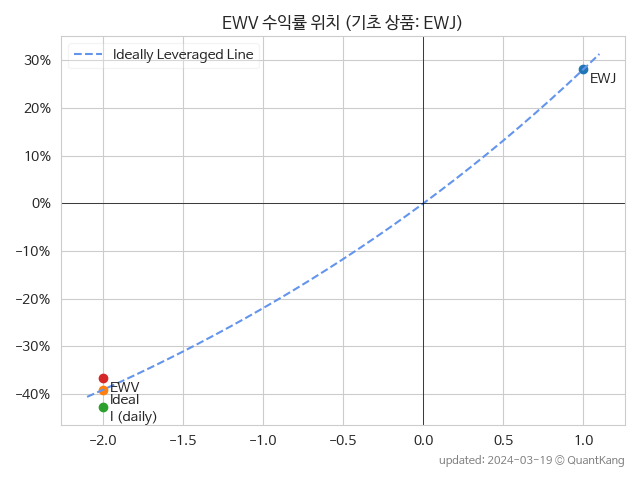 EWV 수익률 위치 (기초 상품: EWJ)
Ideally Leveraged Line
30%
20%
10%
0%
−10%
−20%
−30%
−40%
EWJ
EWV
Ideal
I (daily)
−2.0 −1.5 −1.0 −0.5 0.0 0.5 1.0
updated: 2024-03-19 © QuantKang